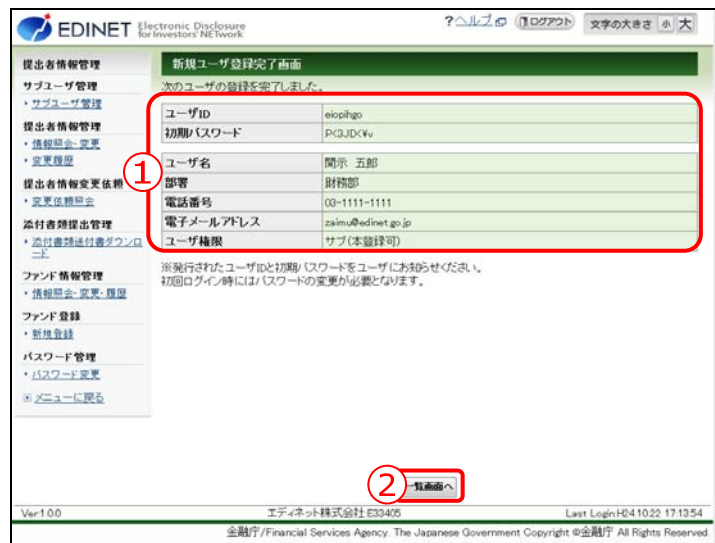 EDINET Electronic Disclosure for Investors' NETwork
?ヘルプ ログアウト 文字の大きさ 小 大
提出者情報管理
サブユーザ管理
・サブユーザ管理
提出者情報管理
・情報照会・変更
・変更履歴
提出者情報変更依頼
・変更依頼照会
添付書類提出管理
・添付書類送付書ダウンロード
ファンド情報管理
・情報照会・変更・履歴
ファンド登録
・新規登録
パスワード管理
・パスワード変更
メニューに戻る
新規ユーザ登録完了画面
次のユーザの登録を完了しました。
①
ユーザID eiopihgo
初期パスワード P<3JD<¥v
ユーザ名 開示 五郎
部署 財務部
電話番号 03-1111-1111
電子メールアドレス zaimu@edinet.go.jp
ユーザ権限 サブ(本登録可)
※発行されたユーザIDと初期パスワードをユーザにお知らせください。
初回ログイン時にはパスワードの変更が必要となります。
② 一覧画面へ
Ver.1.0.0 エディネット株式会社 E33405 Last Login:H24.10.22 17:13:54
金融庁/Financial Services Agency. The Japanese Government Copyright ©金融庁 All Rights Reserved.